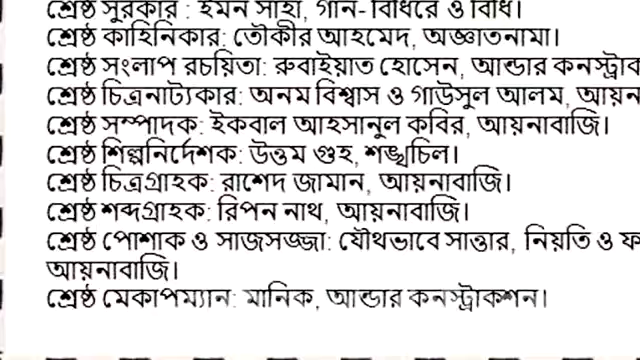 শ্রেষ্ঠ সুরকার : ইমন সাহা, গান- বিধিরে ও বিধি।
শ্রেষ্ঠ কাহিনিকার: তৌকীর আহমেদ, অজ্ঞাতনামা।
শ্রেষ্ঠ সংলাপ রচয়িতা: রুবাইয়াত হোসেন, আন্ডার কনস্ট্রাক
শ্রেষ্ঠ চিত্রনাট্যকার: অনম বিশ্বাস ও গাউসুল আলম, আয়ন
শ্রেষ্ঠ সম্পাদক: ইকবাল আহসানুল কবির, আয়নাবাজি।
শ্রেষ্ঠ শিল্পনির্দেশক: উত্তম গুহ, শঙ্খচিল।
শ্রেষ্ঠ চিত্রগ্রাহক: রাশেদ জামান, আয়নাবাজি।
শ্রেষ্ঠ শব্দগ্রাহক: রিপন নাথ, আয়নাবাজি।
শ্রেষ্ঠ পোশাক ও সাজসজ্জা: যৌথভাবে সাত্তার, নিয়তি ও ফ
আয়নাবাজি।
শ্রেষ্ঠ মেকাপম্যান: মানিক, আন্ডার কনস্ট্রাকশন।